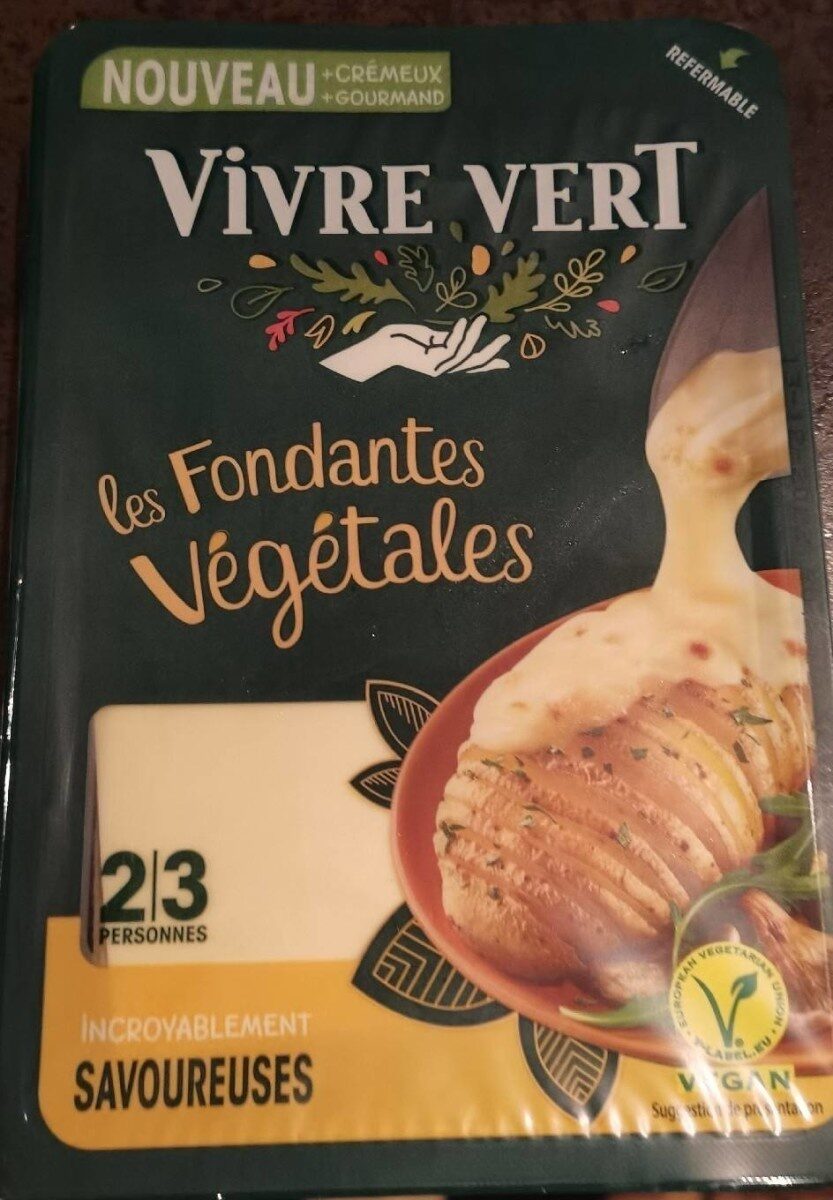 NOUVEAU +CRÉMEUX
+GOURMAND
REFERMABLE
VIVRE VERT
les Fondantes
Végétales
2|3
PERSONNES
INCROYABLEMENT
SAVOUREUSES
EUROPEAN VEGETARIAN UNION
V-LABEL.EU
VEGAN
Suggestion de présentation